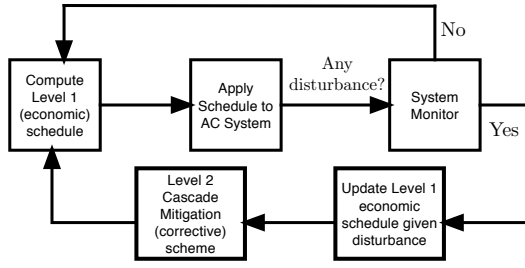 No
Compute
Level 1
(economic)
schedule
Apply
Schedule to
AC System
Any
disturbance?
System
Monitor
Yes
Level 2
Cascade
Mitigation
(corrective)
scheme
Update Level 1
economic
schedule given
disturbance